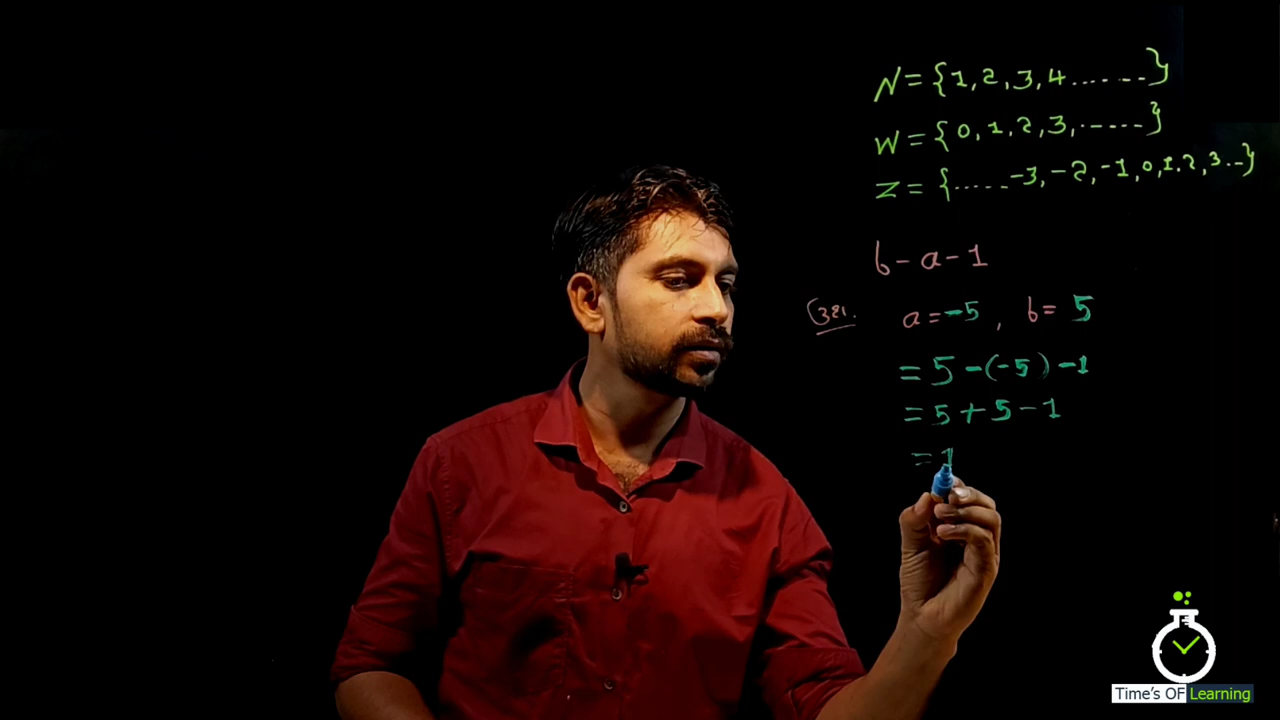 N = {1, 2, 3, 4.......}
W = {0, 1, 2, 3, ......}
Z = {.....-3, -2, -1, 0, 1, 2, 3...}
b - a - 1
a = -5 , b = 5
= 5 - (-5) - 1
= 5 + 5 - 1
= 1
Time's OF Learning